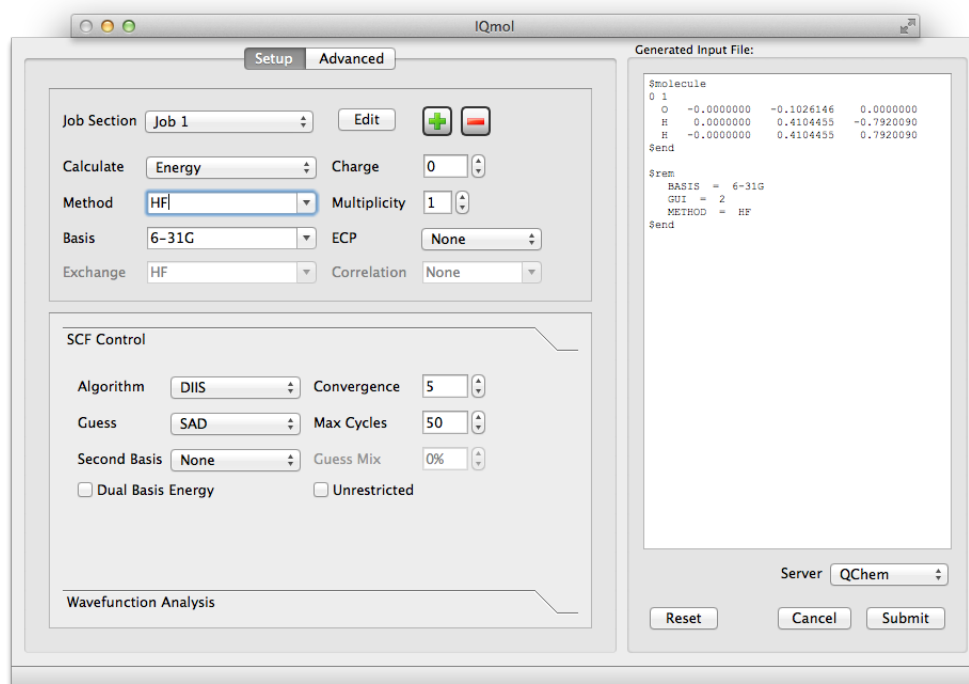 IQmol
Setup Advanced
Generated Input File:
Job Section Job 1 Edit
Calculate Energy Charge 0
Method HF Multiplicity 1
Basis 6-31G ECP None
Exchange HF Correlation None
SCF Control
Algorithm DIIS Convergence 5
Guess SAD Max Cycles 50
Second Basis None Guess Mix 0%
Dual Basis Energy Unrestricted
Wavefunction Analysis
$molecule
0 1
O -0.0000000 -0.1026146 0.0000000
H 0.0000000 0.4104455 -0.7920090
H -0.0000000 0.4104455 0.7920090
$end
$rem
BASIS = 6-31G
GUI = 2
METHOD = HF
$end
Server QChem
Reset Cancel Submit